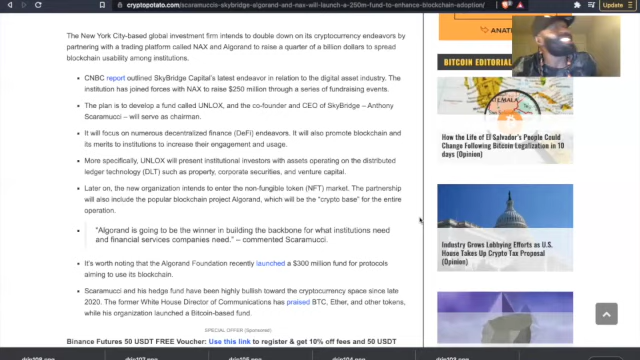 cryptopotato.com/scaramuccis-skybridge-algorand-and-nax-will-launch-a-250m-fund-to-enhance-blockchain-adoption/
Update
The New York City-based global investment firm intends to double down on its cryptocurrency endeavors by
partnering with a trading platform called NAX and Algorand to raise a quarter of a billion dollars to spread
blockchain usability among institutions.
CNBC report outlined SkyBridge Capital's latest endeavor in relation to the digital asset industry. The
institution has joined forces with NAX to raise $250 million through a series of fundraising events.
The plan is to develop a fund called UNLOX, and the co-founder and CEO of SkyBridge – Anthony
Scaramucci – will serve as chairman.
It will focus on numerous decentralized finance (DeFi) endeavors. It will also promote blockchain and
its merits to institutions to increase their engagement and usage.
More specifically, UNLOX will present institutional investors with assets operating on the distributed
ledger technology (DLT) such as property, corporate securities, and venture capital.
Later on, the new organization intends to enter the non-fungible token (NFT) market. The partnership
will also include the popular blockchain project Algorand, which will be the "crypto base" for the entire
operation.
"Algorand is going to be the winner in building the backbone for what institutions need
and financial services companies need." – commented Scaramucci.
It's worth noting that the Algorand Foundation recently launched a $300 million fund for protocols
aiming to use its blockchain.
Scaramucci and his hedge fund have been highly bullish toward the cryptocurrency space since late
2020. The former White House Director of Communications has praised BTC, Ether, and other tokens,
while his organization launched a Bitcoin-based fund.
SPECIAL OFFER (Sponsored)
Binance Futures 50 USDT FREE Voucher: Use this link to register & get 10% off fees and 50 USDT
BITCOIN EDITORIAL
How the Life of El Salvador's People Could
Change Following Bitcoin Legalization in 10
days (Opinion)
Industry Grows Lobbying Efforts as U.S.
House Takes Up Crypto Tax Proposal
(Opinion)